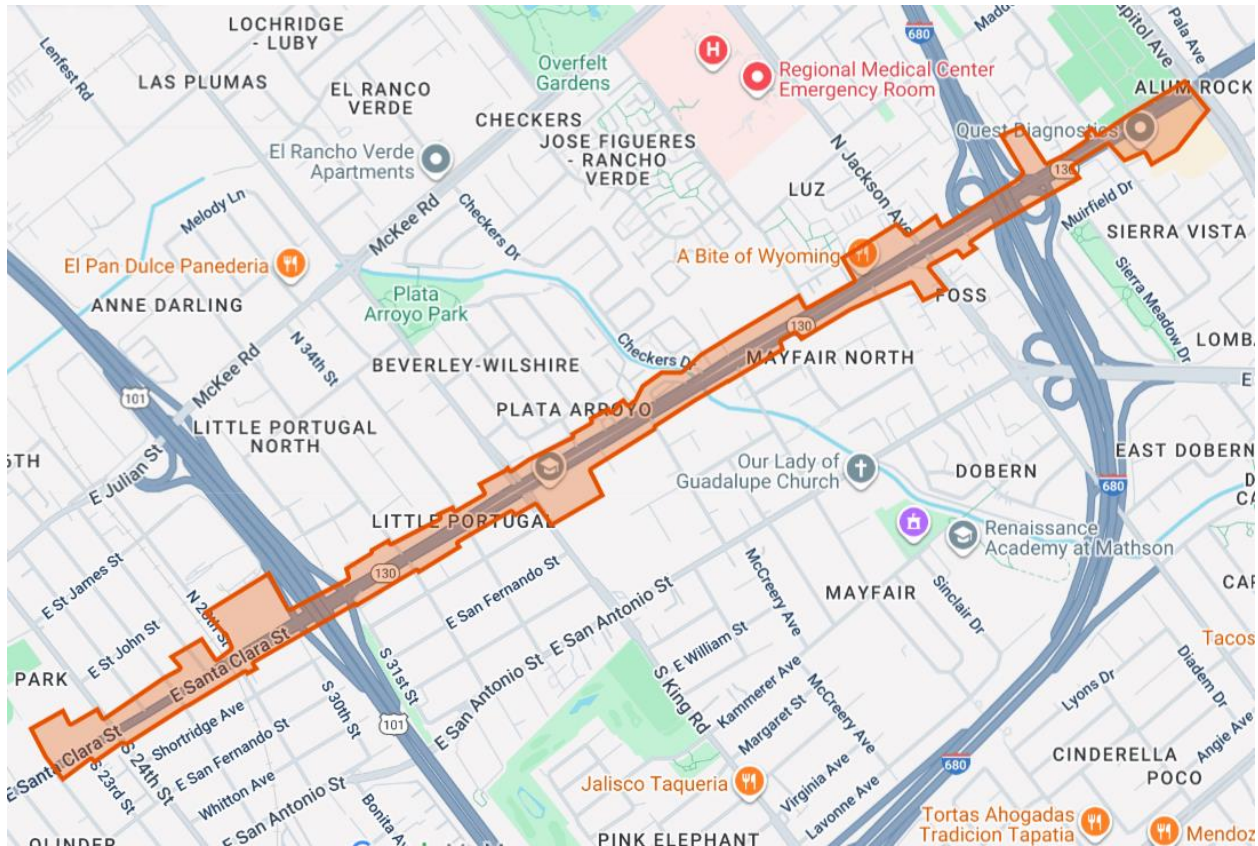 LOCHRIDGE
- LUBY
Lenfest Rd
LAS PLUMAS
EL RANCO
VERDE
Overfelt
Gardens
H
Regional Medical Center
Emergency Room
680
Pala Ave
ALUM ROCK
CHECKERS
JOSE FIGUERES
- RANCHO
VERDE
Quest Diagnostics
El Rancho Verde
Apartments
N Jackson Ave
130
LUZ
Muirfield Dr
SIERRA VISTA
Melody Ln
McKee Rd
Checkers Dr
El Pan Dulce Panederia
A Bite of Wyoming
Sierra Meadow Dr
ANNE DARLING
Plata
Arroyo Park
FOSS
130
N 34th St
Checkers Dr
MAYFAIR NORTH
McKee Rd
BEVERLEY-WILSHIRE
101
PLATA ARROYO
LITTLE PORTUGAL
NORTH
E Julian St
Our Lady of
Guadalupe Church
DOBERN
EAST DOBERN
680
LITTLE PORTUGAL
Renaissance
Academy at Mathson
130
E St James St
N 28th St
E San Fernando St
McCreery Ave
MAYFAIR
Sinclair Dr
E St John St
E Santa Clara St
E San Antonio St
E William St
S King Rd
PARK
S 31st St
Kammerer Ave
McCreery Ave
Lyons Dr
Diadem Dr
Shortridge Ave
S 30th St
101
E San Antonio St
Margaret St
E Santa Clara St
S 24th St
E San Fernando St
Angie Ave
S 23rd St
Whitton Ave
Virginia Ave
680
CINDERELLA
POCO
Jalisco Taqueria
Lavonne Ave
E San Antonio St
Bonita Av
Tortas Ahogadas
Tradicion Tapatia
Mendoz
OLINDER
PINK ELEPHANT